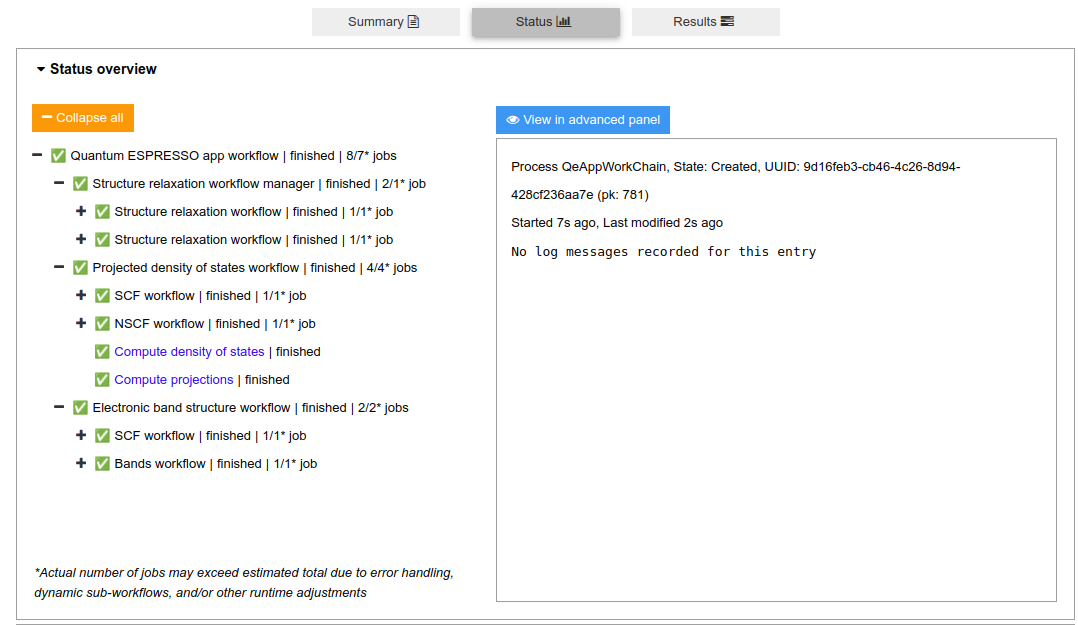 Summary
Status
Results
Status overview
Collapse all
View in advanced panel
Quantum ESPRESSO app workflow | finished | 8/7* jobs
Structure relaxation workflow manager | finished | 2/1* job
Structure relaxation workflow | finished | 1/1* job
Structure relaxation workflow | finished | 1/1* job
Projected density of states workflow | finished | 4/4* jobs
SCF workflow | finished | 1/1* job
NSCF workflow | finished | 1/1* job
Compute density of states | finished
Compute projections | finished
Electronic band structure workflow | finished | 2/2* jobs
SCF workflow | finished | 1/1* job
Bands workflow | finished | 1/1* job
*Actual number of jobs may exceed estimated total due to error handling,
dynamic sub-workflows, and/or other runtime adjustments
Process QeAppWorkChain, State: Created, UUID: 9d16feb3-cb46-4c26-8d94-
428cf236aa7e (pk: 781)
Started 7s ago, Last modified 2s ago
No log messages recorded for this entry